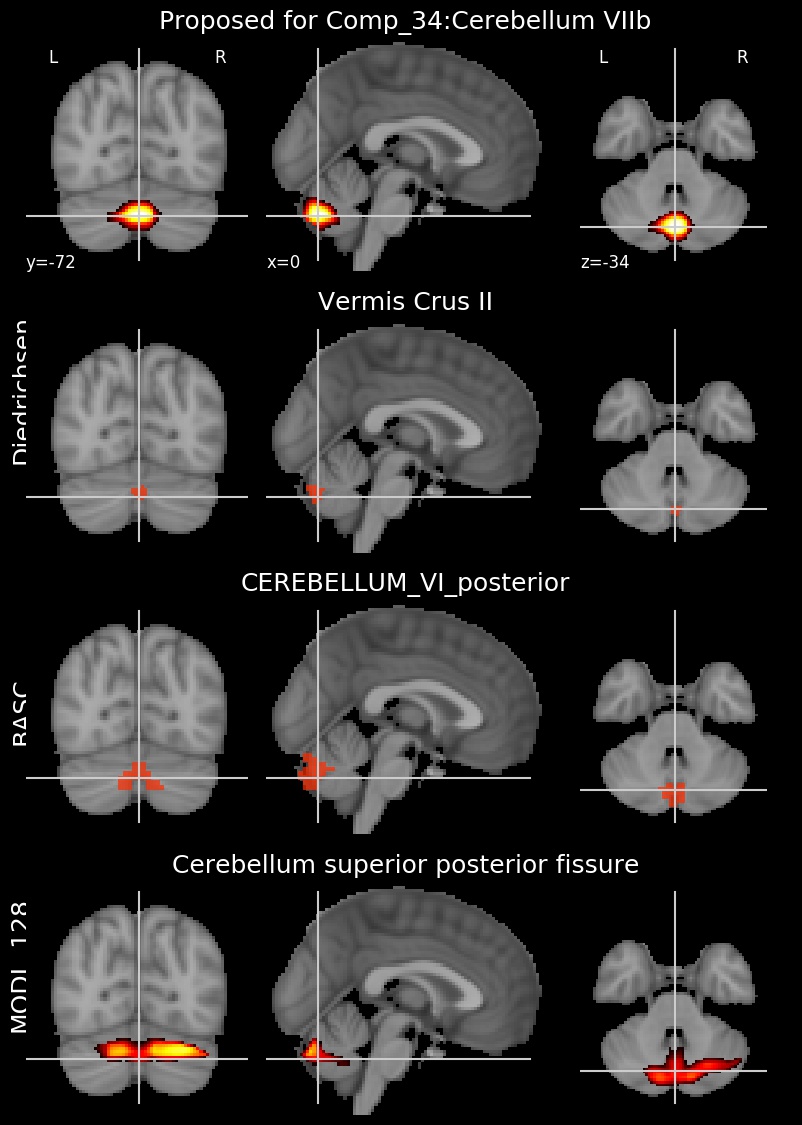 Proposed for Comp_34:Cerebellum VIIb
L R L R
y=-72 x=0 z=-34
Vermis Crus II
Diedrichsen
CEREBELLUM_VI_posterior
BASC
Cerebellum superior posterior fissure
MODL_128